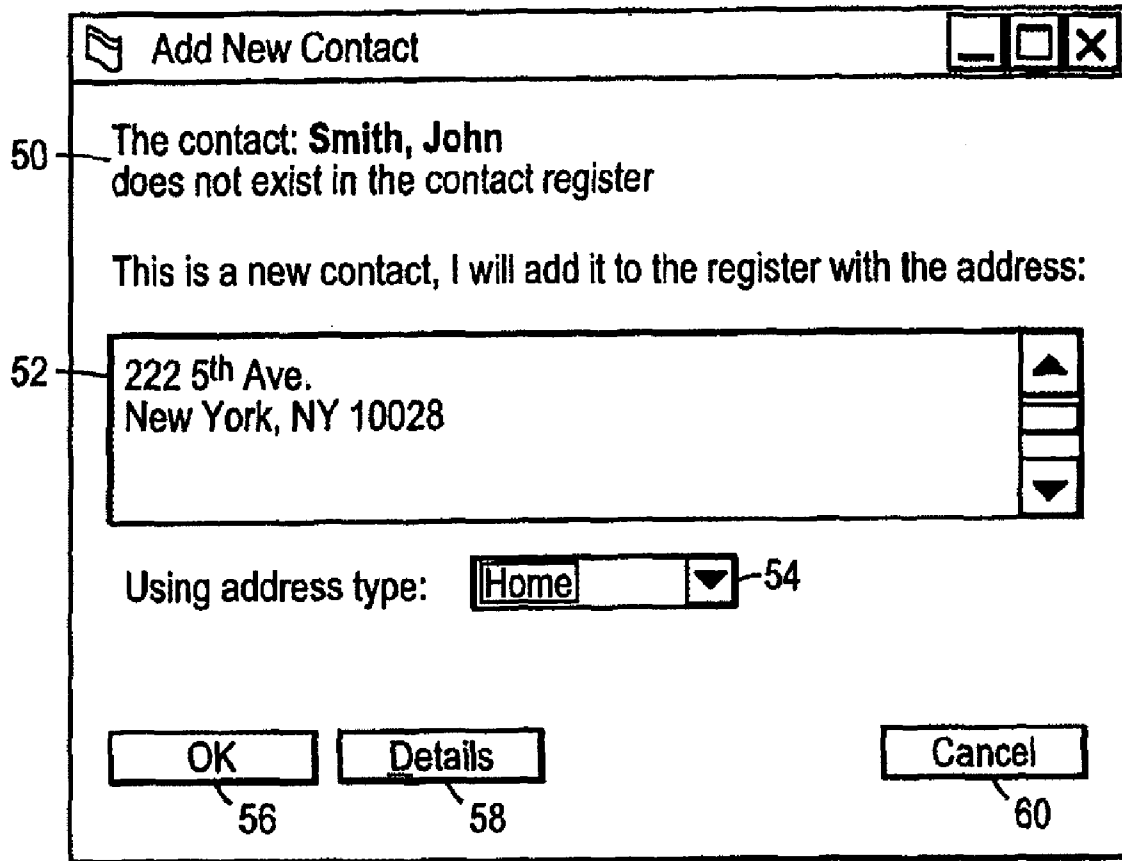 Add New Contact
50
The contact: Smith, John
does not exist in the contact register
This is a new contact, I will add it to the register with the address:
52
222 5th Ave.
New York, NY 10028
Using address type: Home 54
OK Details Cancel
56 58 60